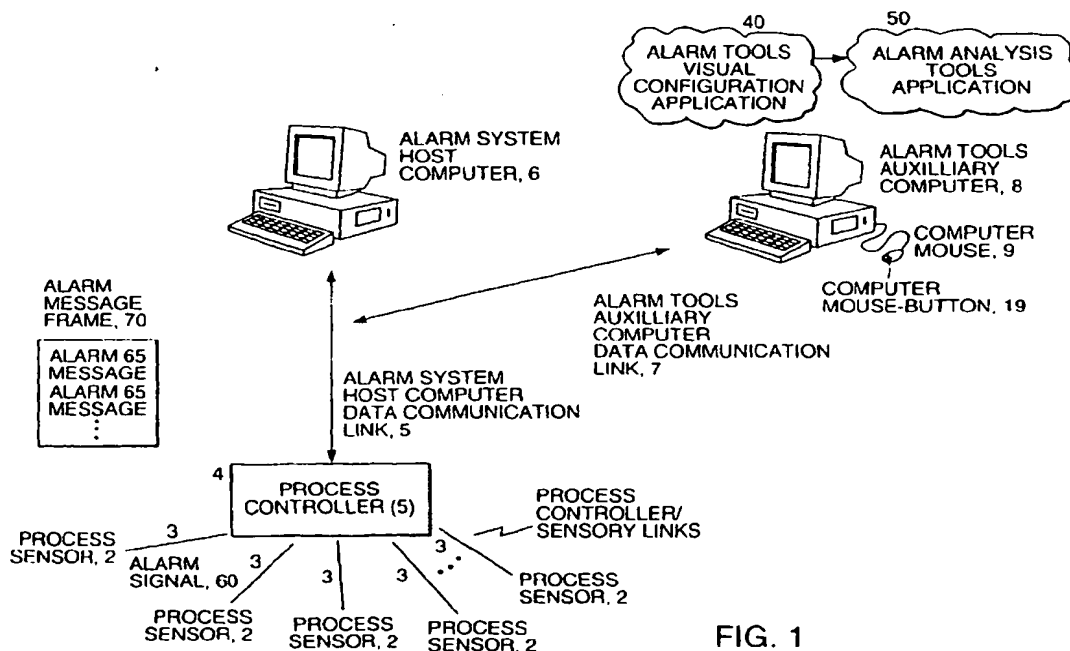 40
50
ALARM TOOLS
VISUAL
CONFIGURATION
APPLICATION
ALARM ANALYSIS
TOOLS
APPLICATION
ALARM SYSTEM
HOST
COMPUTER, 6
ALARM TOOLS
AUXILLIARY
COMPUTER, 8
COMPUTER
MOUSE, 9
COMPUTER
MOUSE-BUTTON, 19
ALARM
MESSAGE
FRAME, 70
ALARM 65
MESSAGE
ALARM 65
MESSAGE
ALARM TOOLS
AUXILLIARY
COMPUTER
DATA COMMUNICATION
LINK, 7
ALARM SYSTEM
HOST COMPUTER
DATA COMMUNICATION
LINK, 5
4
PROCESS
CONTROLLER (5)
PROCESS
CONTROLLER/
SENSORY LINKS
PROCESS
SENSOR, 2
3
ALARM
SIGNAL, 60
3
3
3
3
PROCESS
SENSOR, 2
PROCESS
SENSOR, 2
PROCESS
SENSOR, 2
PROCESS
SENSOR, 2
FIG. 1